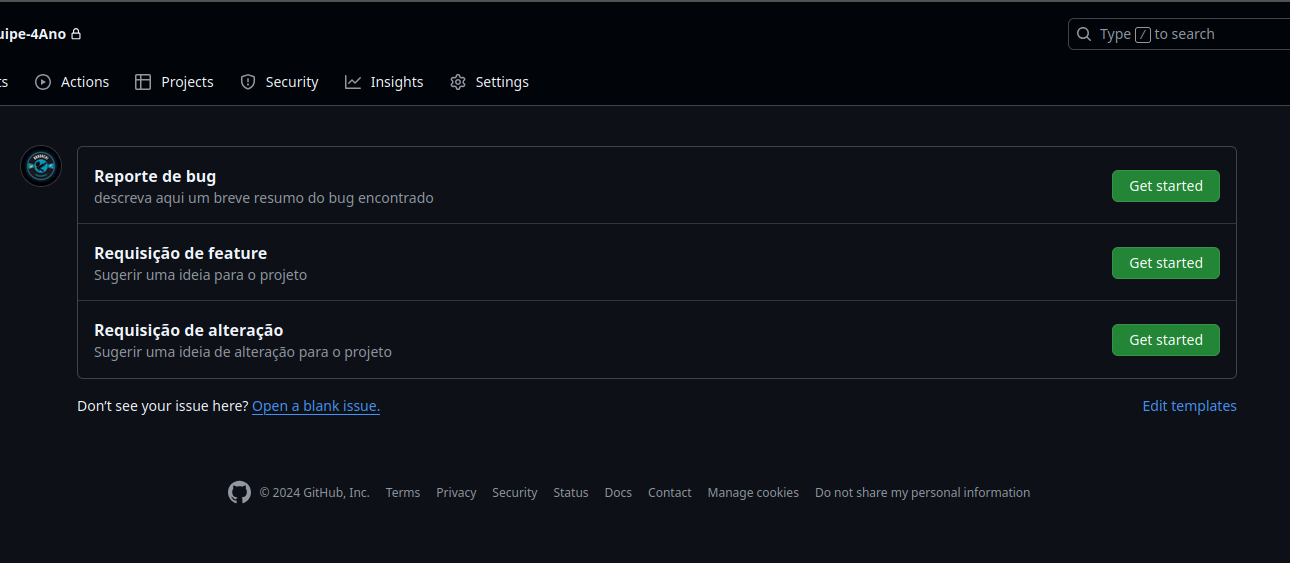 uipe-4Ano
Type / to search
ts
Actions
Projects
Security
Insights
Settings
Reporte de bug
descreva aqui um breve resumo do bug encontrado
Get started
Requisição de feature
Sugerir uma ideia para o projeto
Get started
Requisição de alteração
Sugerir uma ideia de alteração para o projeto
Get started
Don’t see your issue here? Open a blank issue.
Edit templates
© 2024 GitHub, Inc. Terms Privacy Security Status Docs Contact Manage cookies Do not share my personal information